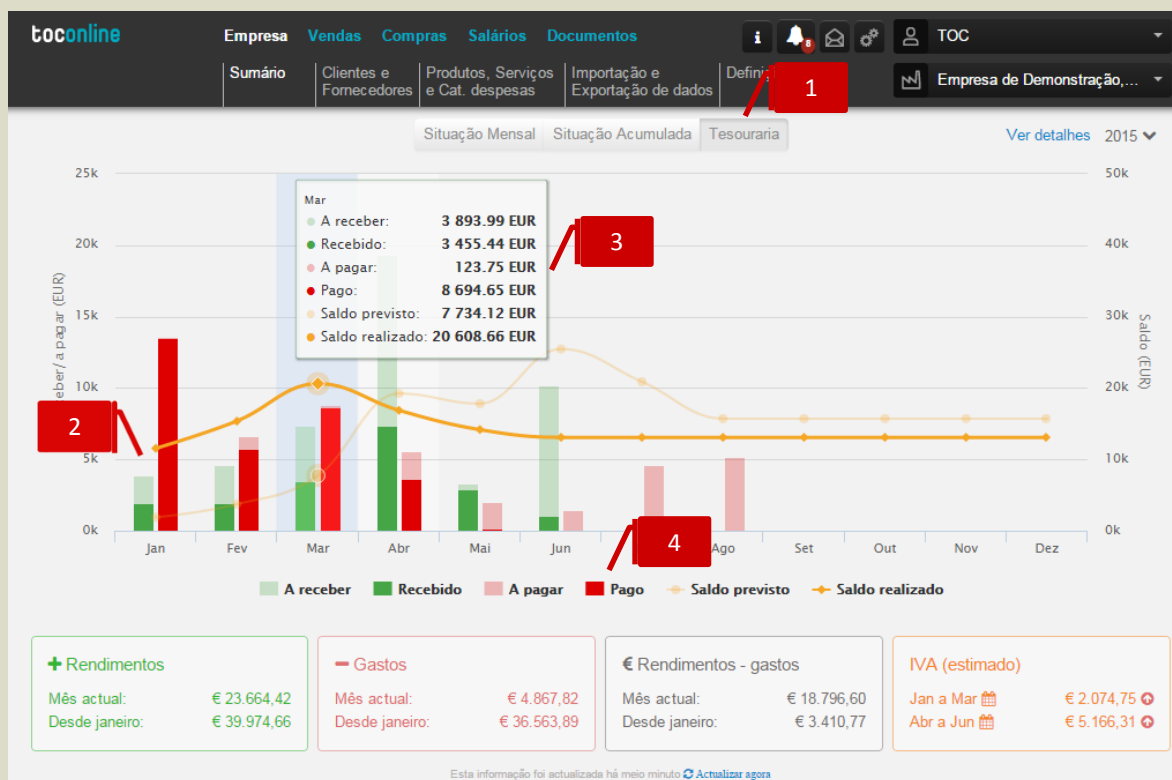 toconline
Empresa Vendas Compras Salários Documentos
8
TOC
Sumário
Clientes e
Fornecedores
Produtos, Serviços
e Cat. despesas
Importação e
Exportação de dados
1
Empresa de Demonstração,...
Situação Mensal Situação Acumulada Tesouraria
Ver detalhes 2015
25k
20k
15k
10k
5k
0k
50k
40k
30k
20k
10k
0k
a pagar (EUR)
Saldo (EUR)
Mar
A receber: 3 893.99 EUR
Recebido: 3 455.44 EUR
A pagar: 123.75 EUR
Pago: 8 694.65 EUR
Saldo previsto: 7 734.12 EUR
Saldo realizado: 20 608.66 EUR
3
2
4
Jan Fev Mar Abr Mai Jun Ago Set Out Nov Dez
A receber Recebido A pagar Pago Saldo previsto Saldo realizado
+ Rendimentos
Mês actual: € 23.664,42
Desde janeiro: € 39.974,66
− Gastos
Mês actual: € 4.867,82
Desde janeiro: € 36.563,89
€ Rendimentos - gastos
Mês actual: € 18.796,60
Desde janeiro: € 3.410,77
IVA (estimado)
Jan a Mar € 2.074,75
Abr a Jun € 5.166,31
Esta informação foi actualizada há meio minuto Actualizar agora